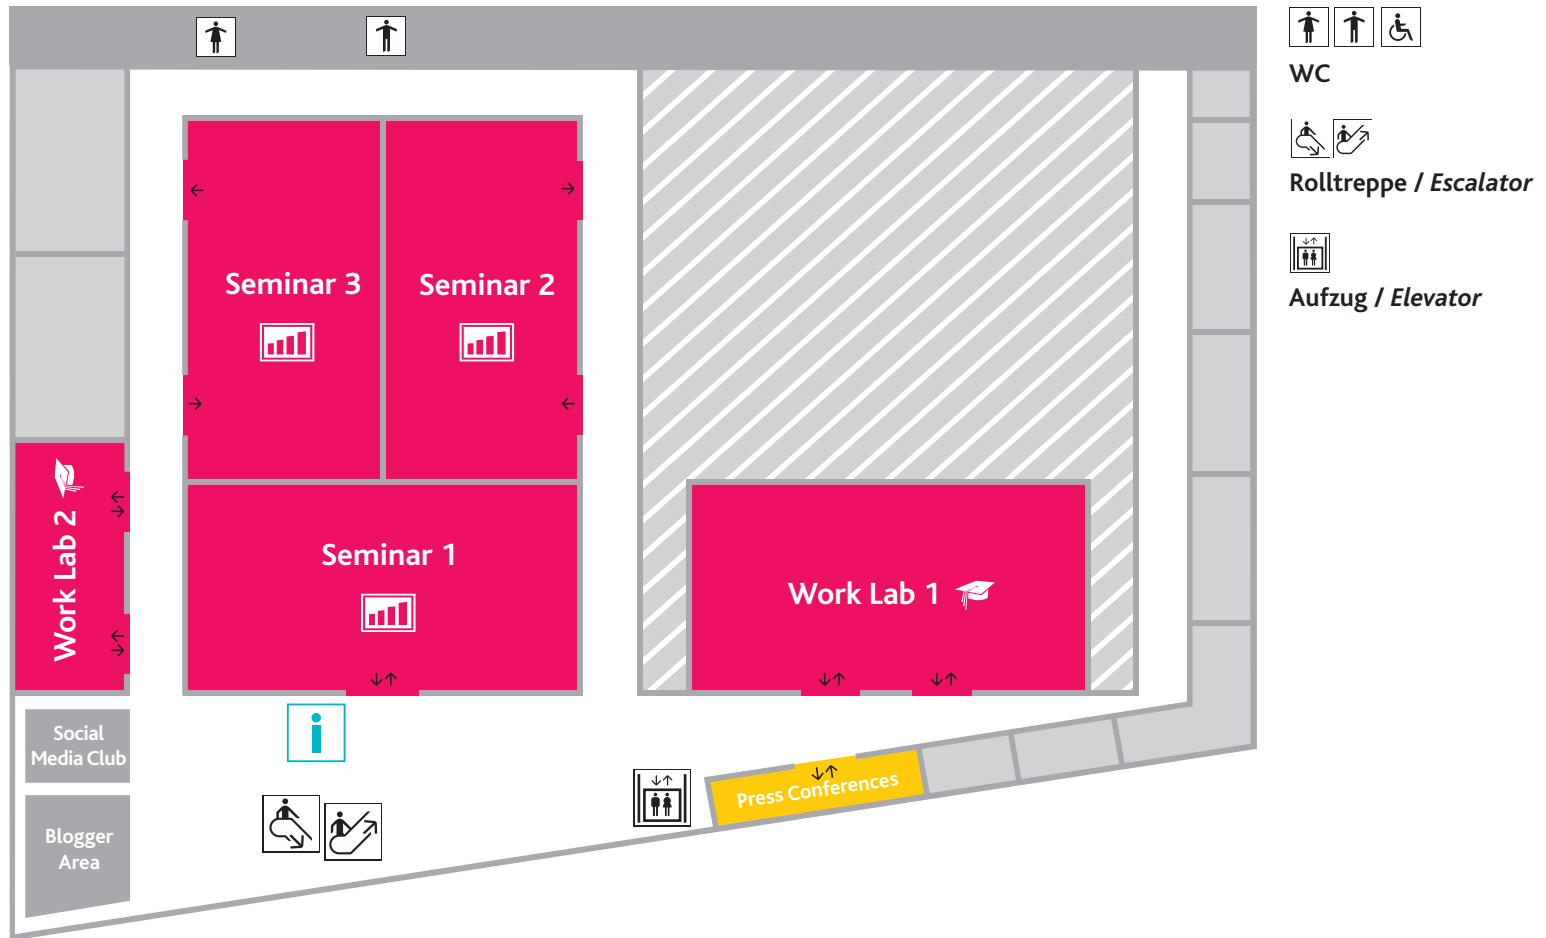 WC
Rolltreppe / Escalator
Aufzug / Elevator
Seminar 3
Seminar 2
Seminar 1
Work Lab 2
Work Lab 1
Social
Media Club
Blogger
Area
i
Press Conferences